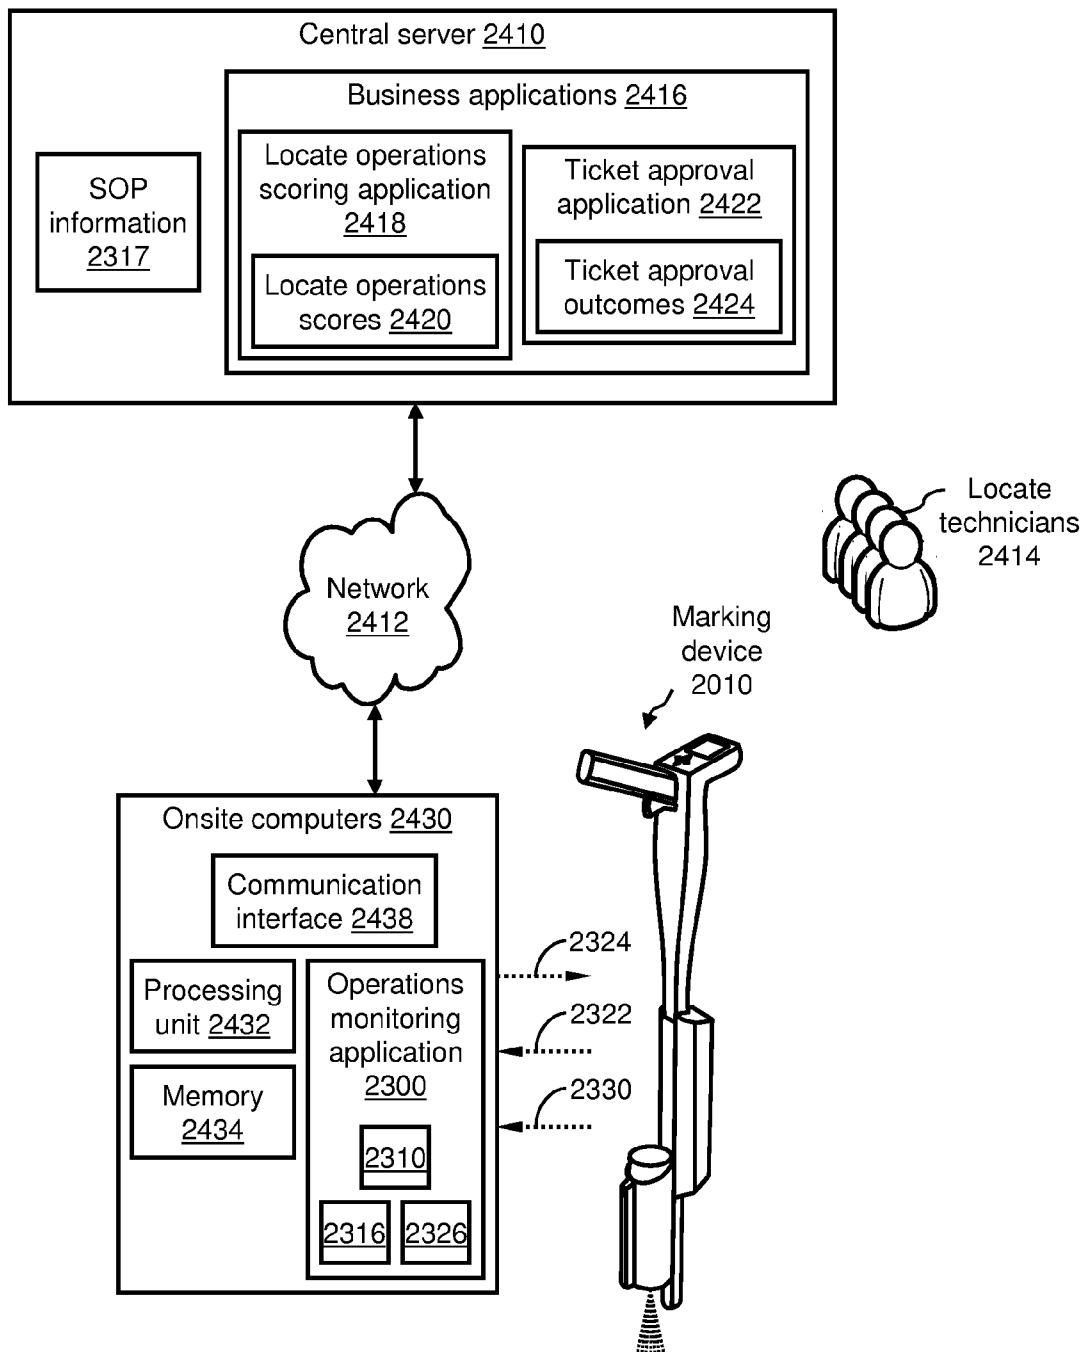 Central server 2410
Business applications 2416
SOP
information
2317
Locate operations
scoring application
2418
Locate operations
scores 2420
Ticket approval
application 2422
Ticket approval
outcomes 2424
Locate
technicians
2414
Network
2412
Marking
device
2010
Onsite computers 2430
Communication
interface 2438
Processing
unit 2432
Memory
2434
Operations
monitoring
application
2300
2310
2316
2326
2324
2322
2330